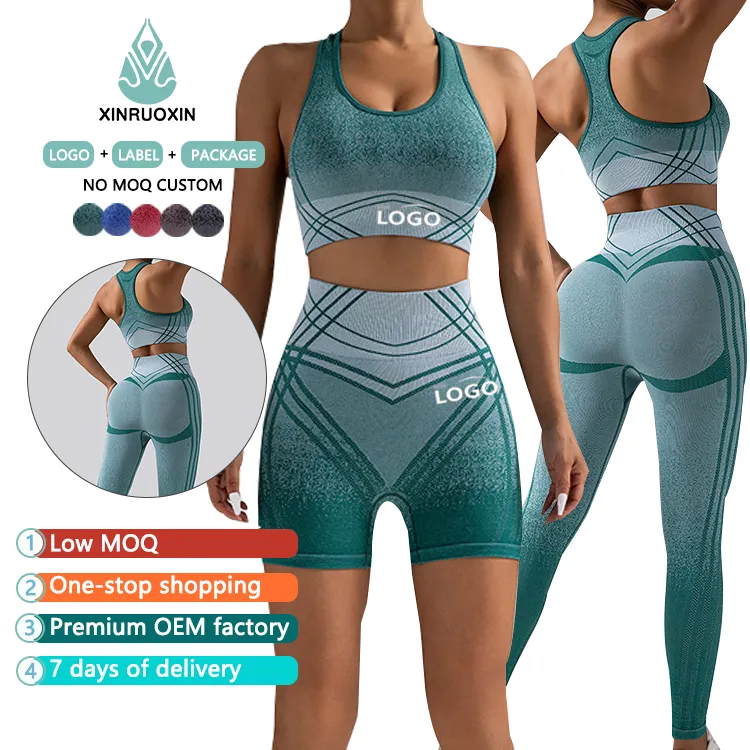 XINRUOXIN
LOGO + LABEL + PACKAGE
NO MOQ CUSTOM
LOGO
LOGO
1 Low MOQ
2 One-stop shopping
3 Premium OEM factory
4 7 days of delivery